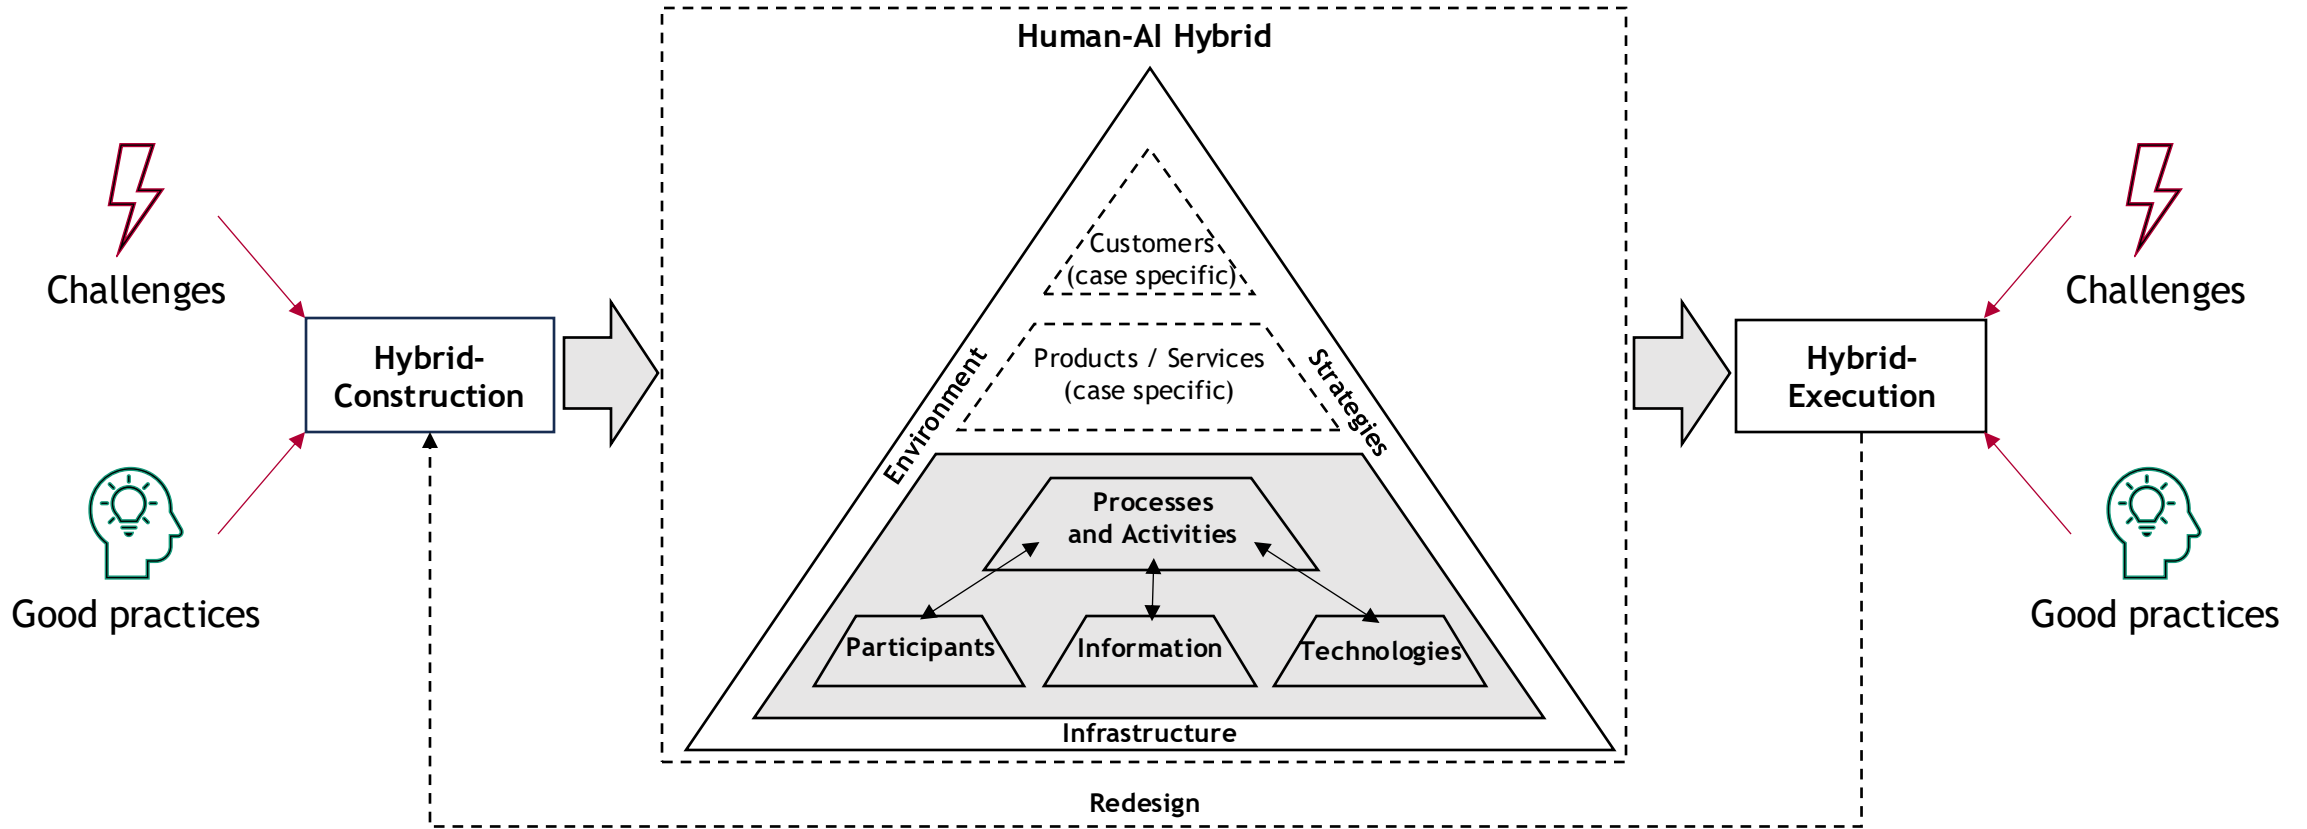 Human-AI Hybrid
Challenges
Hybrid-
Construction
Good practices
Customers
(case specific)
Products / Services
(case specific)
Environment
Strategies
Processes
and Activities
Participants
Information
Technologies
Infrastructure
Redesign
Challenges
Hybrid-
Execution
Good practices